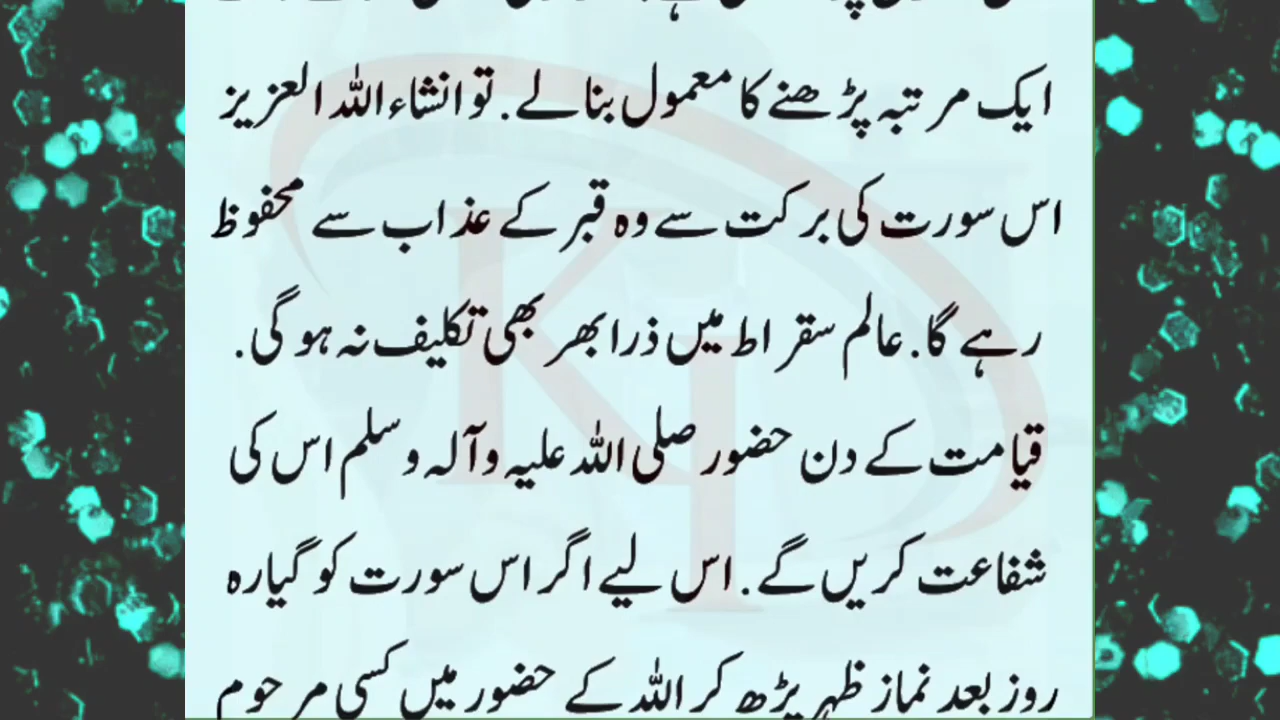 ایک مرتبہ پڑھنے کا معمول بنا لے. تو انشاء اللہ العزیز
اس سورت کی برکت سے وہ قبر کے عذاب سے محفوظ
رہے گا. عالم سقراط میں ذرا بھر بھی تکلیف نہ ہوگی.
قیامت کے دن حضور صلی اللہ علیہ وآلہ وسلم اس کی
شفاعت کریں گے. اس لیے اگر اس سورت کو گیارہ
روز بعد نماز ظہر پڑھ کر اللہ کے حضور میں کسی مرحوم